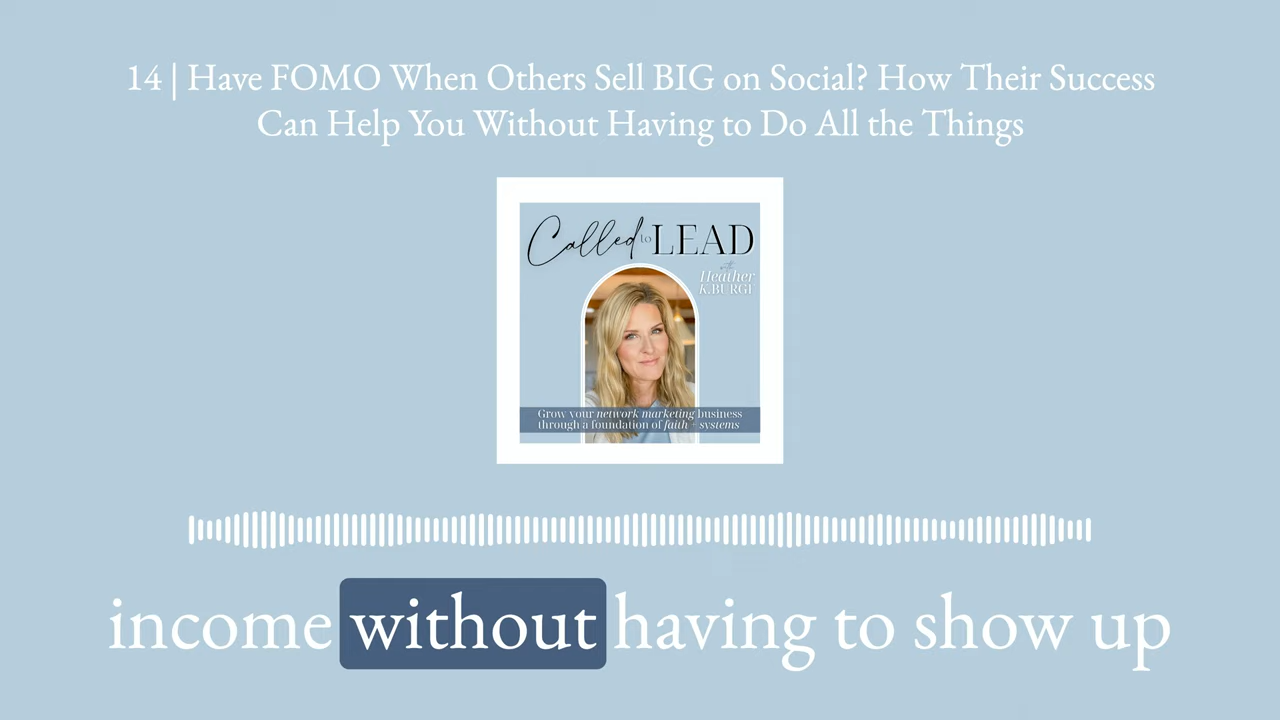 14 | Have FOMO When Others Sell BIG on Social? How Their Success
Can Help You Without Having to Do All the Things
Called to LEAD
with
Heather
K.BURGI
Grow your network marketing business
through a foundation of faith + systems
income without having to show up